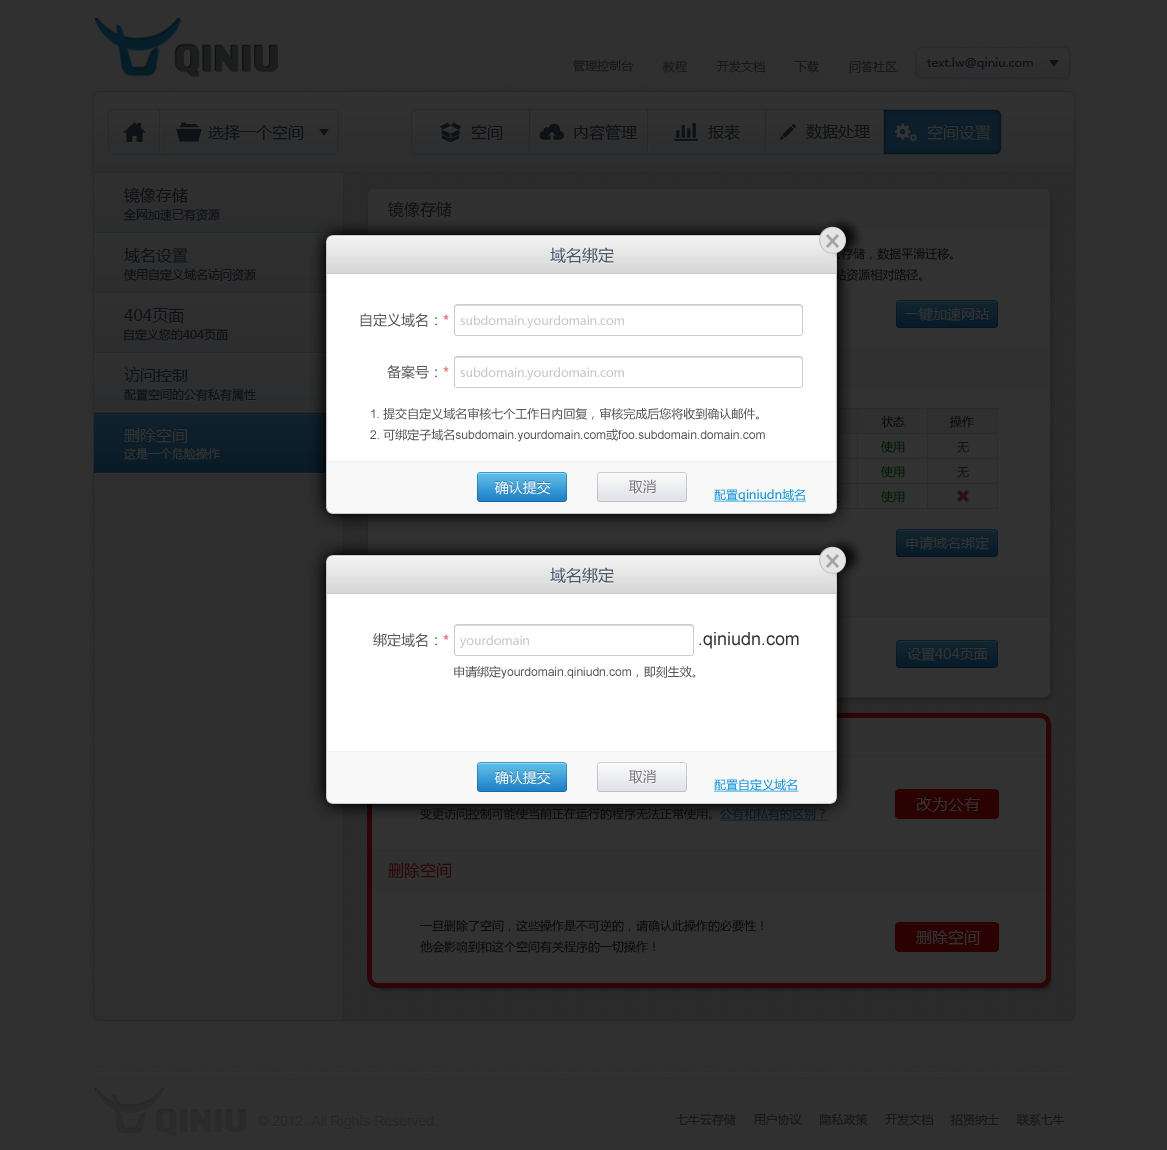 QINIU
管理控制台 教程 开发文档 下载 问答社区 text.lw@qiniu.com
选择一个空间 空间 内容管理 报表 数据处理 空间设置
镜像存储
全网加速已有资源
域名设置
使用自定义域名访问资源
404页面
自定义您的404页面
访问控制
配置空间的公有私有属性
删除空间
这是一个危险操作
镜像存储
存储，数据平滑迁移。
站资源相对路径。
一键加速网站
域名绑定
自定义域名：* subdomain.yourdomain.com
备案号：* subdomain.yourdomain.com
1. 提交自定义域名审核七个工作日内回复，审核完成后您将收到确认邮件。
2. 可绑定子域名subdomain.yourdomain.com或foo.subdomain.domain.com
确认提交 取消 配置qiniudn域名
状态 操作
使用 无
使用 无
使用
申请域名绑定
设置404页面
域名绑定
绑定域名：* yourdomain .qiniudn.com
申请绑定yourdomain.qiniudn.com，即刻生效。
确认提交 取消 配置自定义域名
改为公有
变更访问控制可能使当前正在运行的程序无法正常使用。公有和私有的区别？
删除空间
一旦删除了空间，这些操作是不可逆的，请确认此操作的必要性！
他会影响到和这个空间有关程序的一切操作！
删除空间
QINIU © 2012. All Rights Reserved.
七牛云存储 用户协议 隐私政策 开发文档 招贤纳士 联系七牛